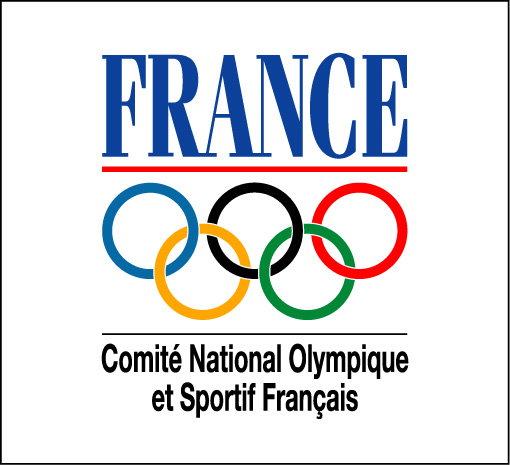 FRANCE
Comité National Olympique
et Sportif Français